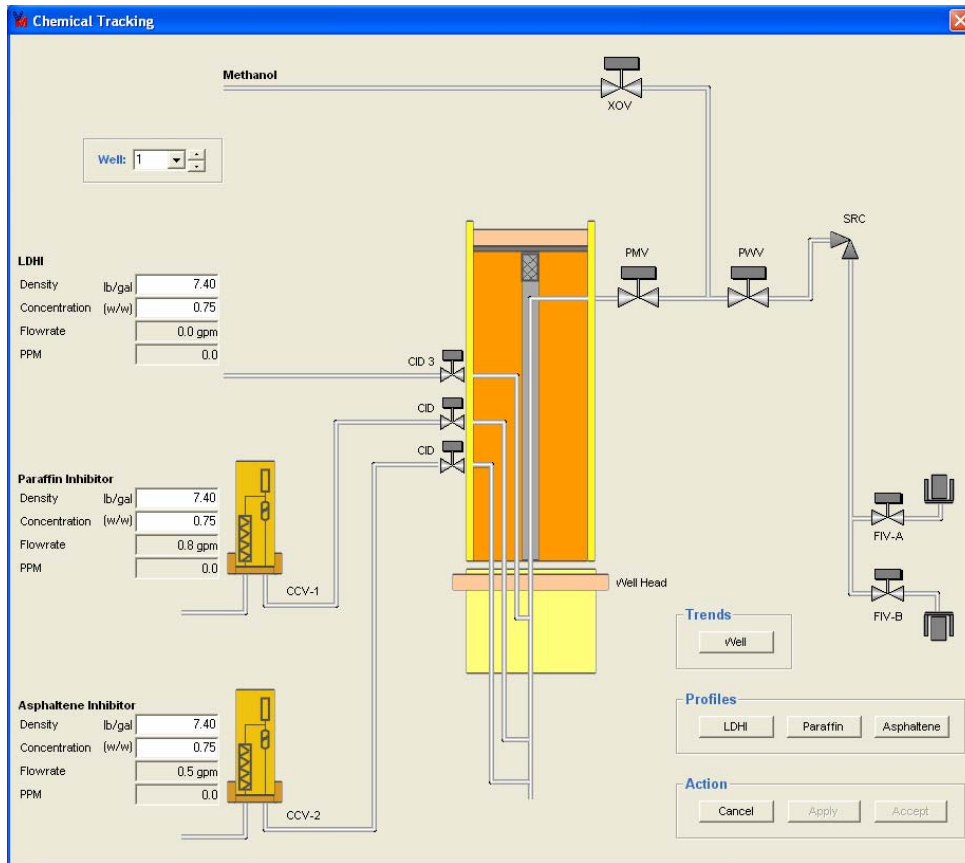 Chemical Tracking
Methanol
XOV
Well: 1
SRC
PMV
PWV
LDHI
Density lb/gal 7.40
Concentration (w/w) 0.75
Flowrate 0.0 gpm
PPM 0.0
CID 3
CID
CID
Paraffin Inhibitor
Density lb/gal 7.40
Concentration (w/w) 0.75
Flowrate 0.8 gpm
PPM 0.0
CCV-1
FIV-A
Well Head
FIV-B
Trends
Well
Profiles
LDHI Paraffin Asphaltene
Asphaltene Inhibitor
Density lb/gal 7.40
Concentration (w/w) 0.75
Flowrate 0.5 gpm
PPM 0.0
CCV-2
Action
Cancel Apply Accept